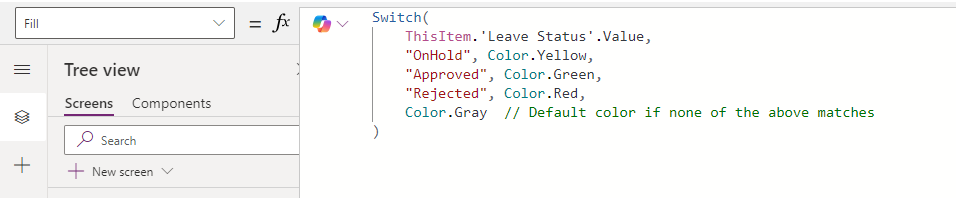 Fill
= fx
Switch(
ThisItem.'Leave Status'.Value,
"OnHold", Color.Yellow,
"Approved", Color.Green,
"Rejected", Color.Red,
Color.Gray  // Default color if none of the above matches
)
Tree view
Screens Components
Search
New screen